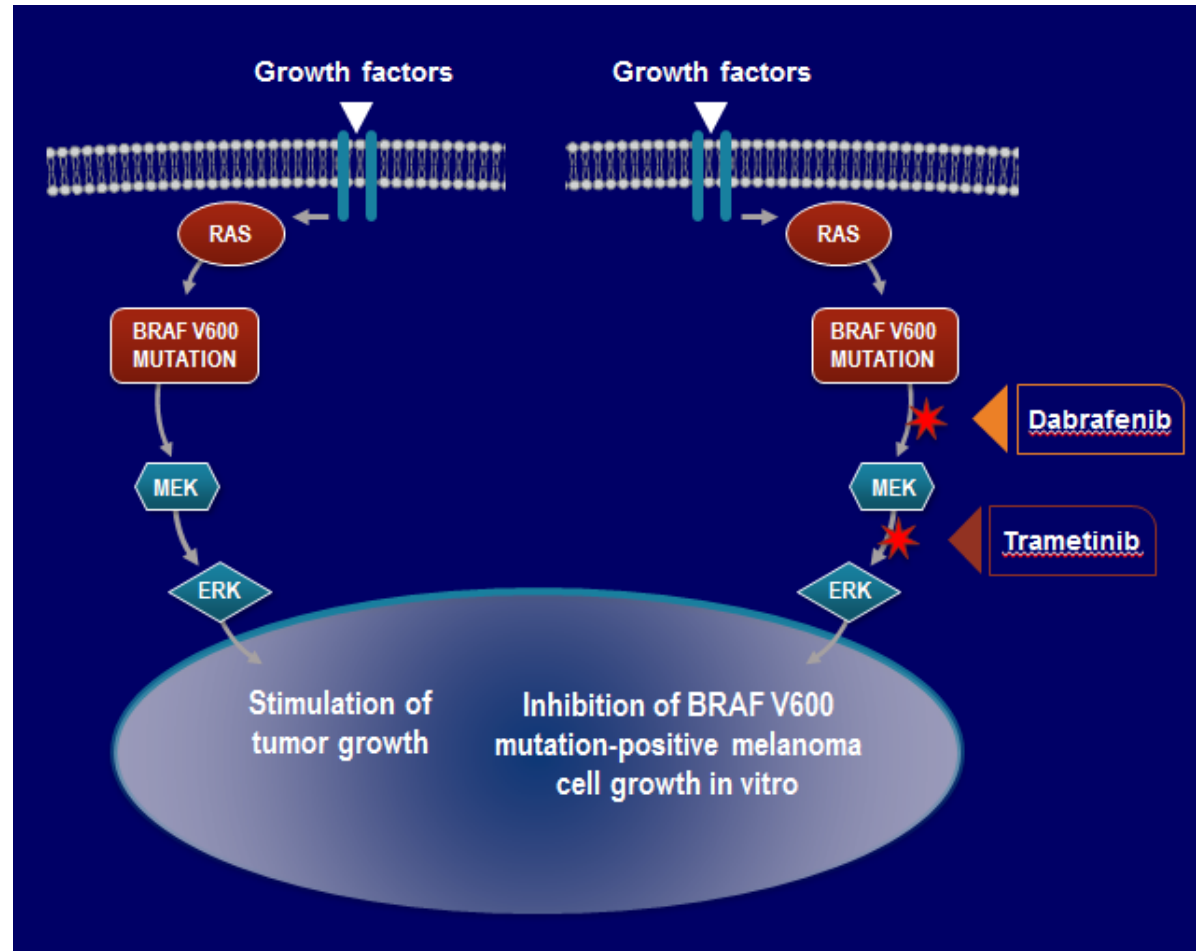 Growth factors
Growth factors
RAS
RAS
BRAF V600
MUTATION
BRAF V600
MUTATION
Dabrafenib
MEK
MEK
Trametinib
ERK
ERK
Stimulation of
tumor growth
Inhibition of BRAF V600
mutation-positive melanoma
cell growth in vitro